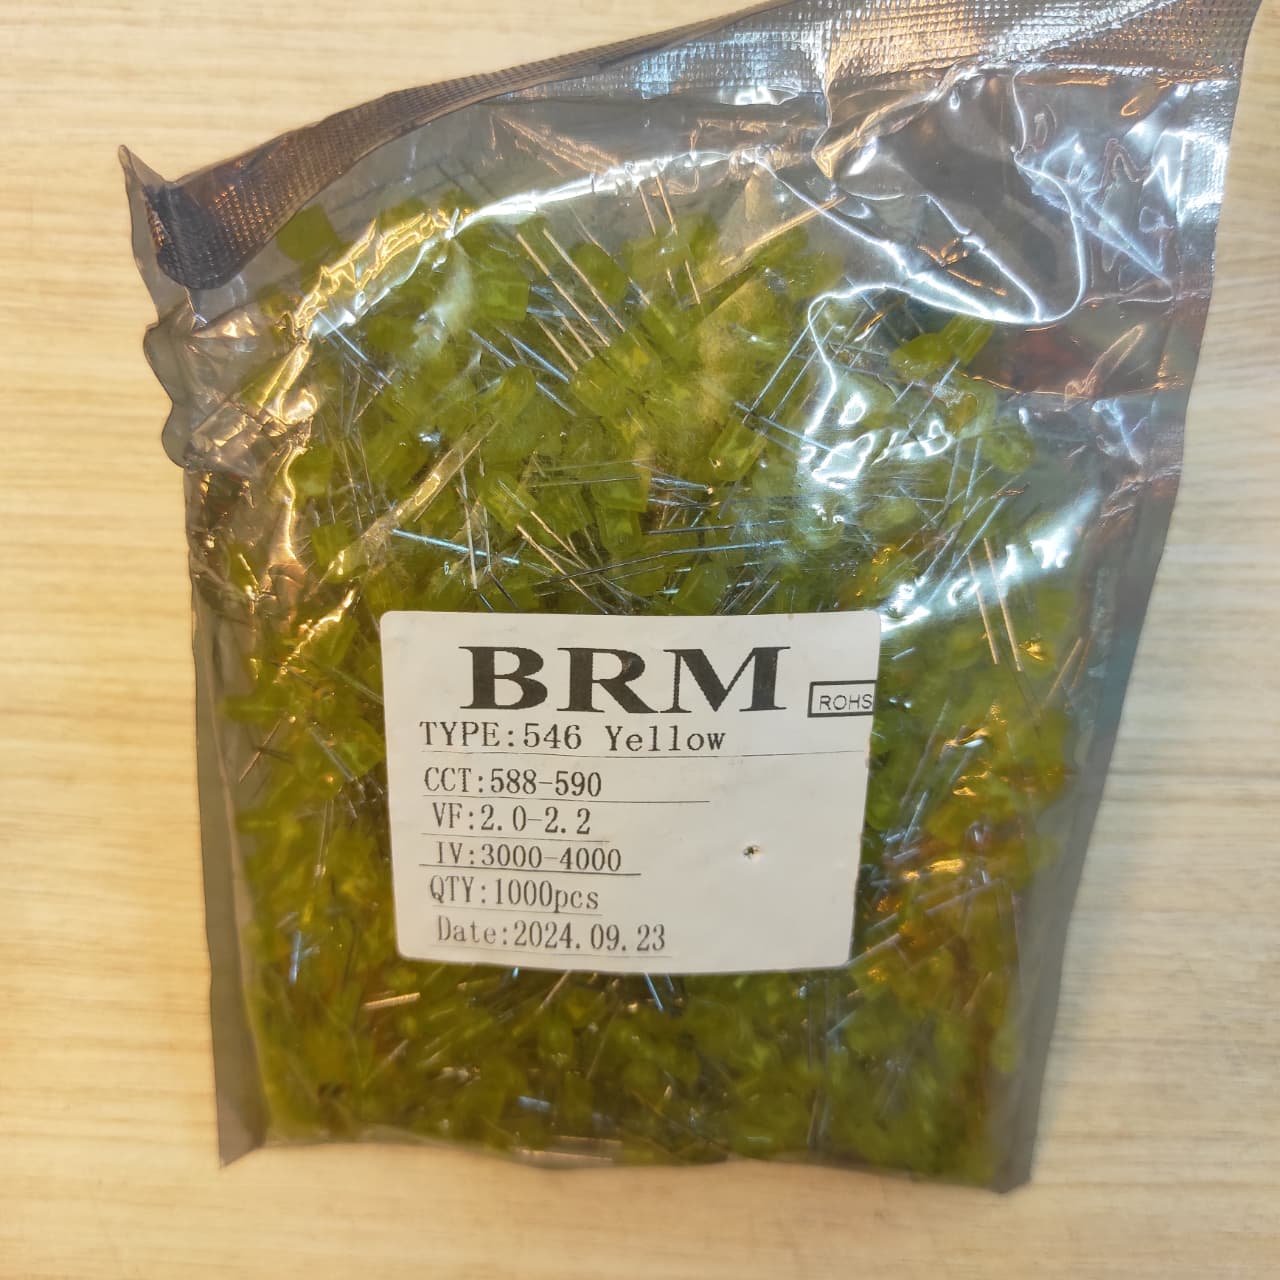 BRM
ROHS
TYPE:546 Yellow
CCT:588-590
VF:2.0-2.2
IV:3000-4000
QTY:1000pcs
Date:2024.09.23